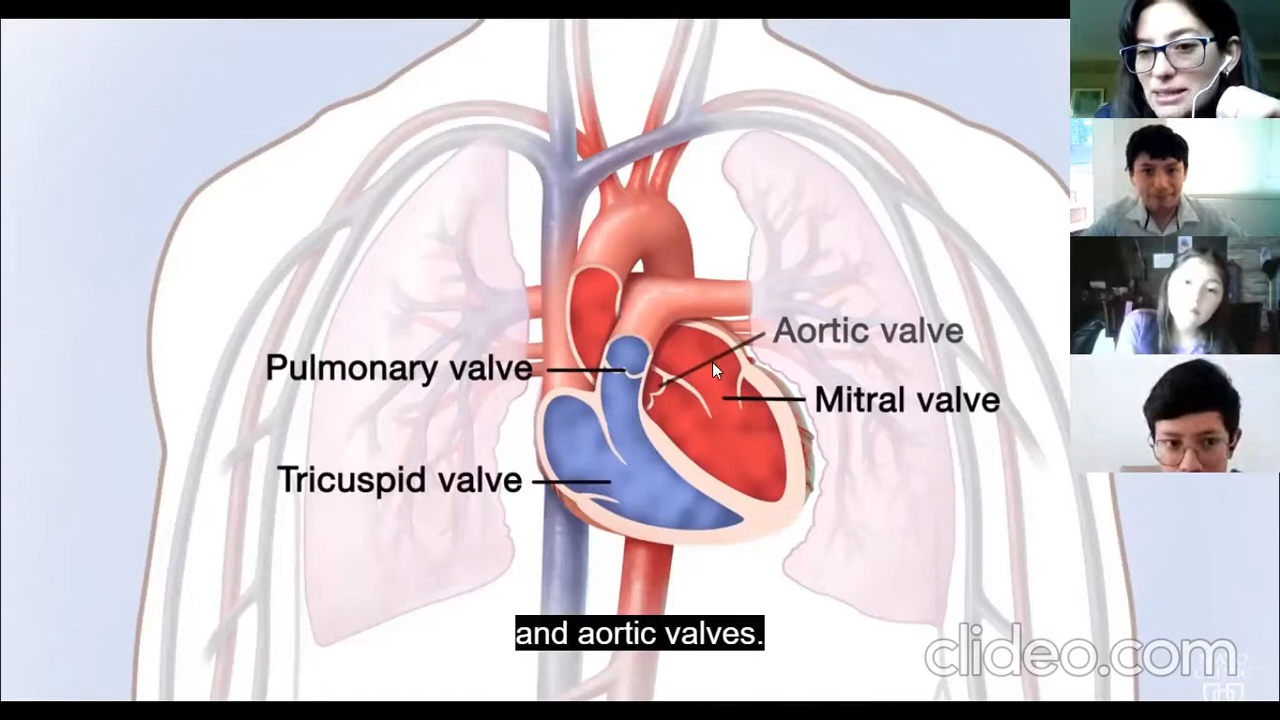 Aortic valve
Pulmonary valve
Mitral valve
Tricuspid valve
and aortic valves.
clideo.com